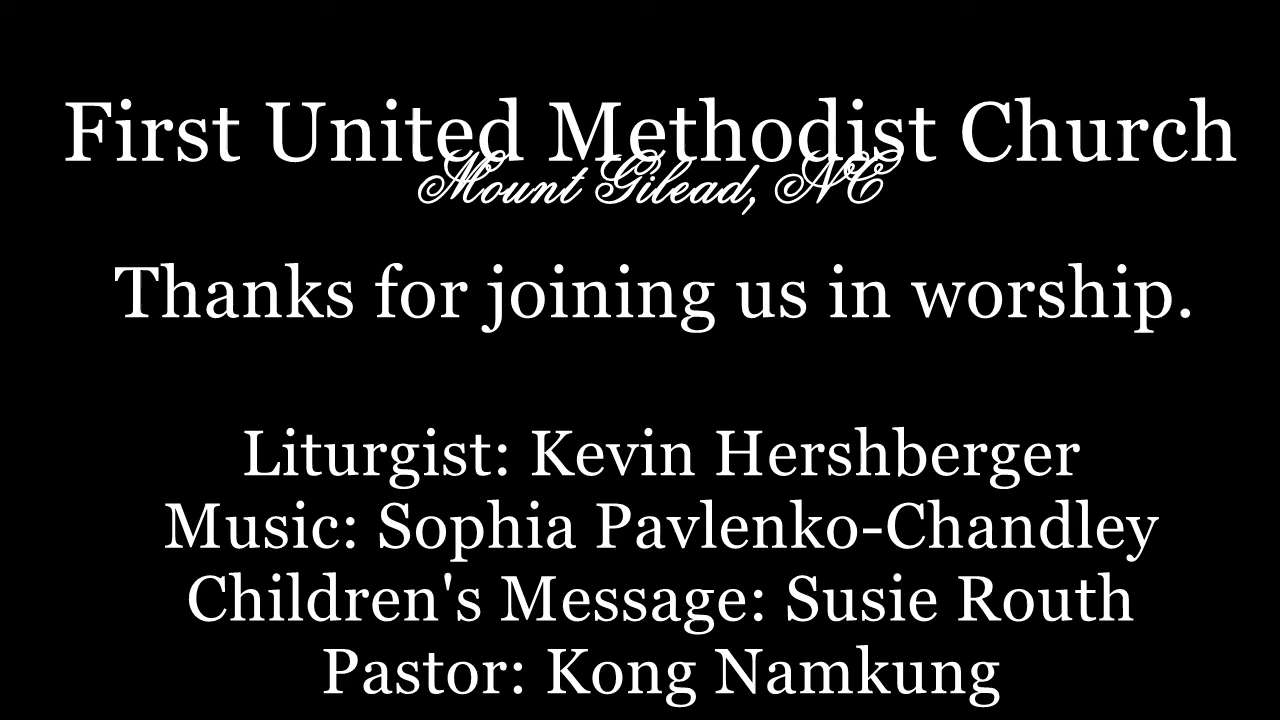 First United Methodist Church
Mount Gilead, NC
Thanks for joining us in worship.
Liturgist: Kevin Hershberger
Music: Sophia Pavlenko-Chandley
Children's Message: Susie Routh
Pastor: Kong Namkung